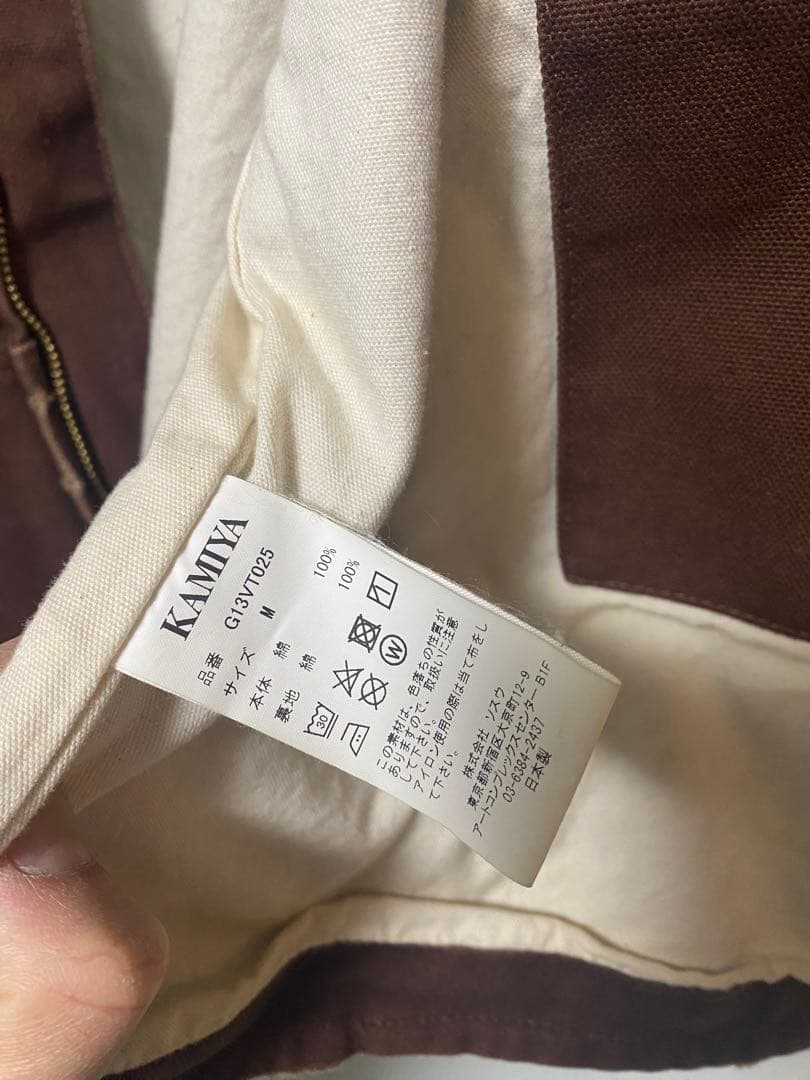 KAMIYA
品番 G13VT025
サイズ M
本体 綿 100%
裏地 綿 100%
30
W
この素材は、色落ちの性質が
ありますので、取扱いに注意
して下さい。
アイロン使用の際は当て布をし
て下さい。
株式会社 ソスウ
東京都新宿区大京町12-9
アートコンプレックスセンター B1F
03-6384-2437
日本製